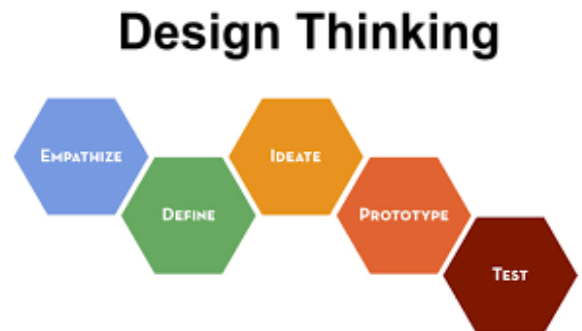 Design Thinking
EMPATHIZE
DEFINE
IDEATE
PROTOTYPE
TEST